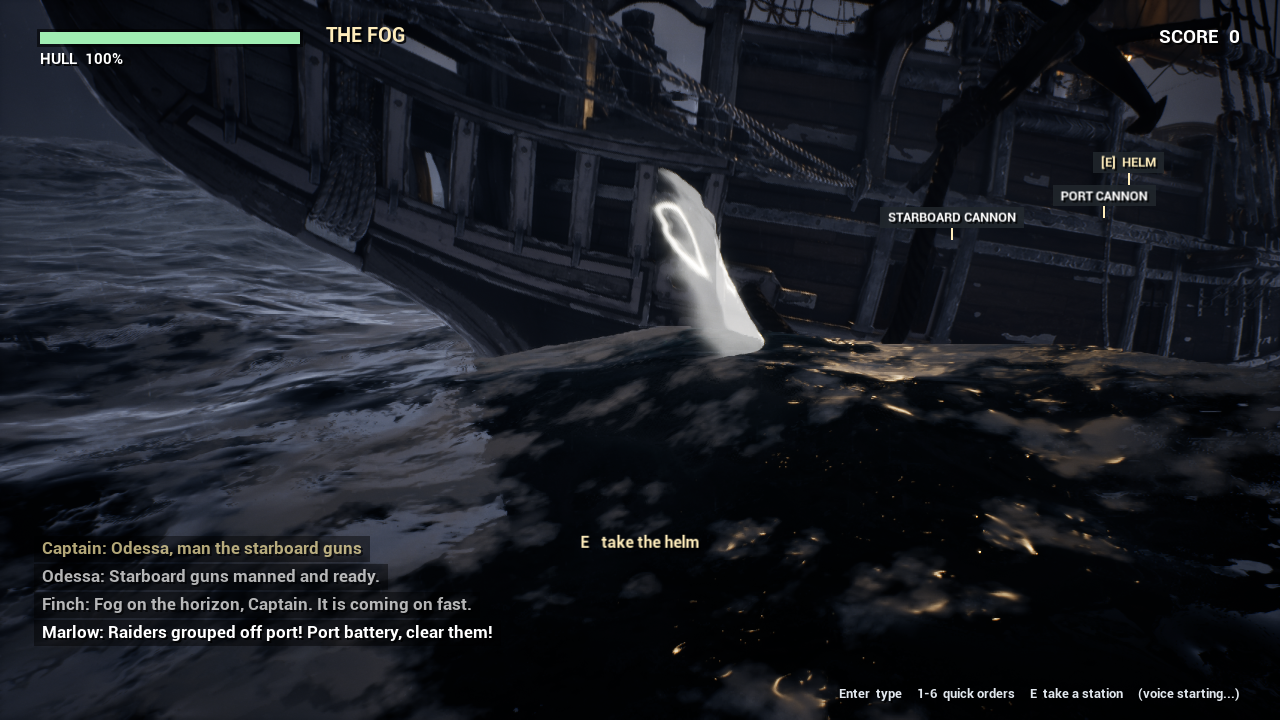 THE FOG
SCORE 0
HULL 100%
[E] HELM
PORT CANNON
STARBOARD CANNON
E take the helm
Captain: Odessa, man the starboard guns
Odessa: Starboard guns manned and ready.
Finch: Fog on the horizon, Captain. It is coming on fast.
Marlow: Raiders grouped off port! Port battery, clear them!
Enter type 1-6 quick orders E take a station (voice starting...)